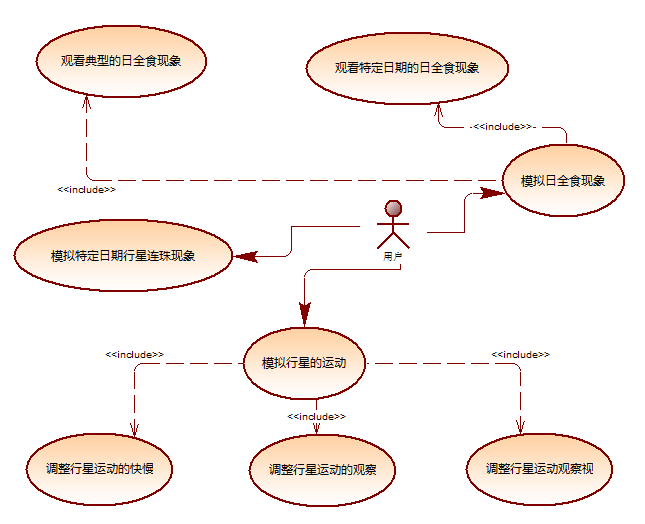 观看典型的日全食现象
观看特定日期的日全食现象
<<include>>
模拟日全食现象
<<include>>
模拟特定日期行星连珠现象
用户
模拟行星的运动
<<include>>
<<include>>
<<include>>
调整行星运动的快慢
调整行星运动的观察
调整行星运动观察视